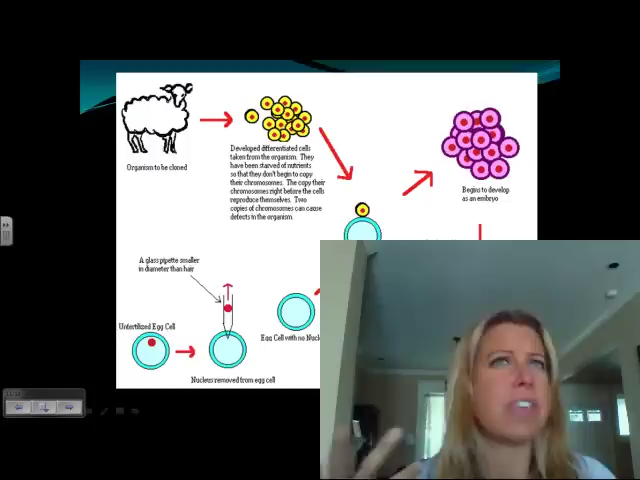 Organism to be cloned
Developed differentiated cells
taken from the organism. They
have been starved of nutrients
so that they don't begin to copy
their chromosomes. The copy their
chromosomes right before the cells
reproduce themselves. Two
copies of chromosomes can cause
defects in the organism.
Begins to develop
as an embryo
A glass pipette smaller
in diameter than hair
Unfertilized Egg Cell
Egg Cell with no Nucl
Nucleus removed from egg cell